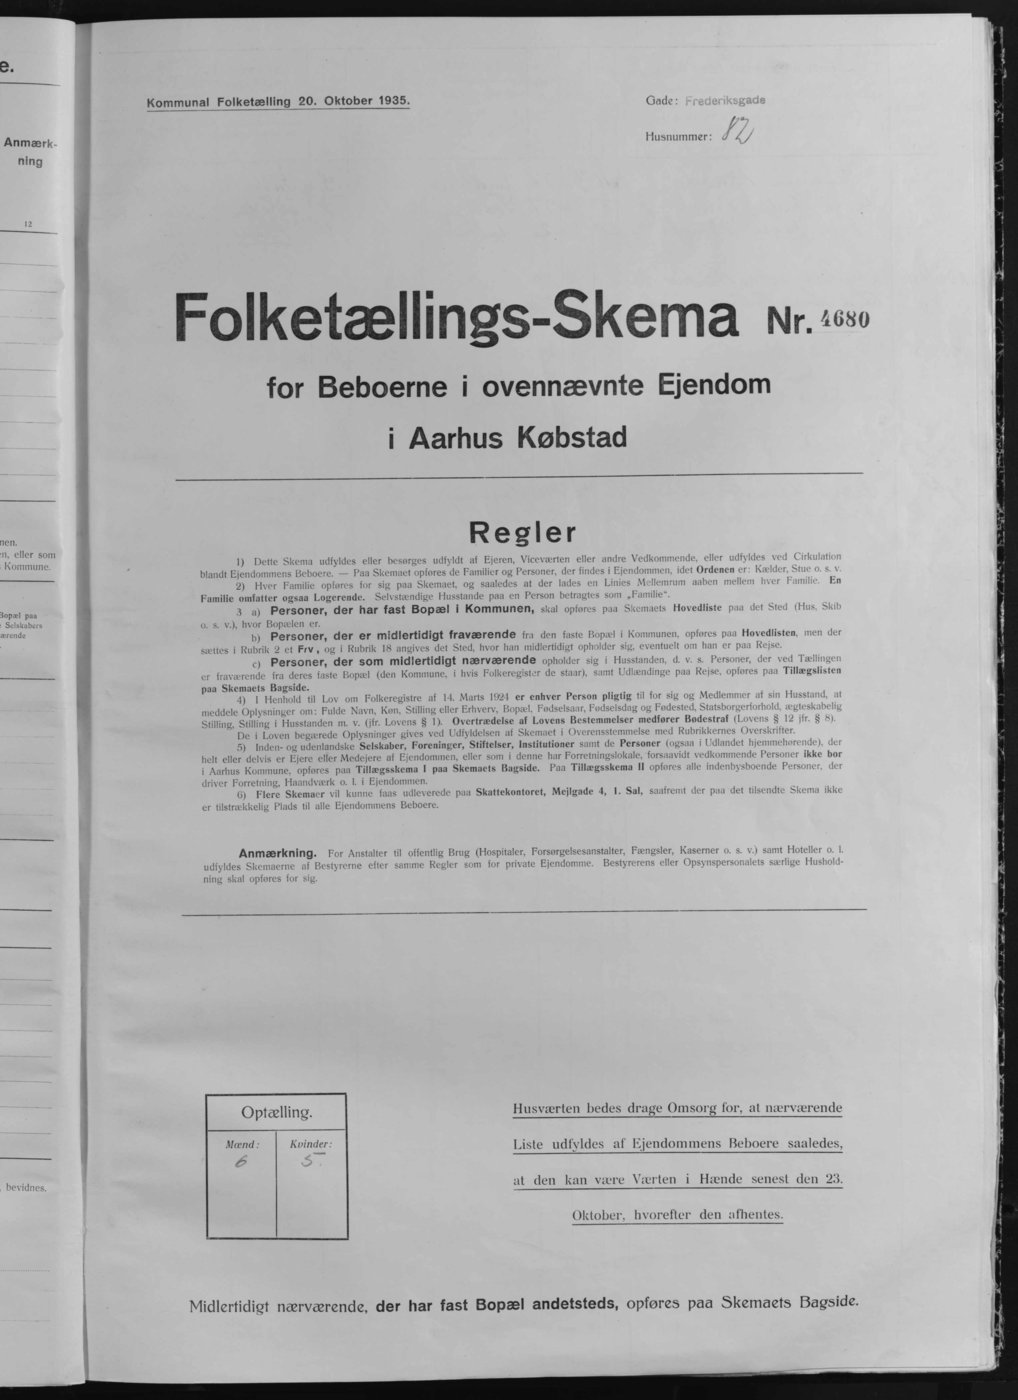 e.
Anmærk-
ning
12
nen.
en, eller som
Kommune.
Bopæl paa
Selskabers
ærende
bevidnes.
Kommunal Folketælling 20. Oktober 1935.
Gade: Frederiksgade
Husnummer: 82
Folketællings-Skema Nr. 4680
for Beboerne i ovennævnte Ejendom
i Aarhus Købstad
Regler
1) Dette Skema udfyldes eller besørges udfyldt af Ejeren, Viceværten eller andre Vedkommende, eller udfyldes ved Cirkulation
blandt Ejendommens Beboere. — Paa Skemaet opføres de Familier og Personer, der findes i Ejendommen, idet Ordenen er: Kælder, Stue o. s. v.
2) Hver Familie opføres for sig paa Skemaet, og saaledes at der lades en Linies Mellemrum aaben mellem hver Familie. En
Familie omfatter ogsaa Logerende. Selvstændige Husstande paa en Person betragtes som „Familie“.
3 a) Personer, der har fast Bopæl i Kommunen, skal opføres paa Skemaets Hovedliste paa det Sted (Hus, Skib
o. s. v.), hvor Bopælen er.
b) Personer, der er midlertidigt fraværende fra den faste Bopæl i Kommunen, opføres paa Hovedlisten, men der
sættes i Rubrik 2 et Frv, og i Rubrik 18 angives det Sted, hvor han midlertidigt opholder sig, eventuelt om han er paa Rejse.
c) Personer, der som midlertidigt nærværende opholder sig i Husstanden, d. v. s. Personer, der ved Tællingen
er fraværende fra deres faste Bopæl (den Kommune, i hvis Folkeregister de staar), samt Udlændinge paa Rejse, opføres paa Tillægslisten
paa Skemaets Bagside.
4) I Henhold til Lov om Folkeregistre af 14. Marts 1924 er enhver Person pligtig til for sig og Medlemmer af sin Husstand, at
meddele Oplysninger om: Fulde Navn, Køn, Stilling eller Erhverv, Bopæl, Fødselsaar, Fødselsdag og Fødested, Statsborgerforhold, ægteskabelig
Stilling, Stilling i Husstanden m. v. (jfr. Lovens § 1). Overtrædelse af Lovens Bestemmelser medfører Bødestraf (Lovens § 12 jfr. § 8).
De i Loven begærede Oplysninger gives ved Udfyldelsen af Skemaet i Overensstemmelse med Rubrikkernes Overskrifter.
5) Inden- og udenlandske Selskaber, Foreninger, Stiftelser, Institutioner samt de Personer (ogsaa i Udlandet hjemmehørende), der
helt eller delvis er Ejere eller Medejere af Ejendommen, eller som i denne har Forretningslokale, forsaavidt vedkommende Personer ikke bor
i Aarhus Kommune, opføres paa Tillægsskema I paa Skemaets Bagside. Paa Tillægsskema II opføres alle indenbysboende Personer, der
driver Forretning, Haandværk o. l. i Ejendommen.
6) Flere Skemaer vil kunne faas udleverede paa Skattekontoret, Mejlgade 4, 1. Sal, saafremt der paa det tilsendte Skema ikke
er tilstrækkelig Plads til alle Ejendommens Beboere.
Anmærkning. For Anstalter til offentlig Brug (Hospitaler, Forsørgelsesanstalter, Fængsler, Kaserner o. s. v.) samt Hoteller o. l.
udfyldes Skemaerne af Bestyrerne efter samme Regler som for private Ejendomme. Bestyrerens eller Opsynspersonalets særlige Hushold-
ning skal opføres for sig.
Optælling.
Mænd: Kvinder:
6 5
Husværten bedes drage Omsorg for, at nærværende
Liste udfyldes af Ejendommens Beboere saaledes,
at den kan være Værten i Hænde senest den 23.
Oktober, hvorefter den afhentes.
Midlertidigt nærværende, der har fast Bopæl andetsteds, opføres paa Skemaets Bagside.